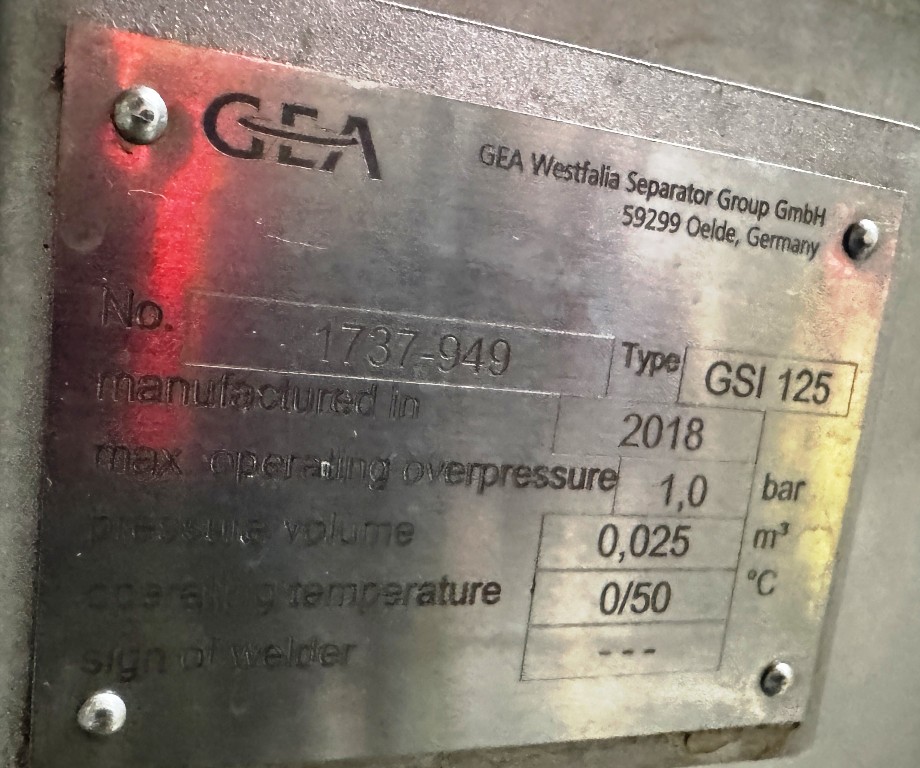 GEA
GEA Westfalia Separator Group GmbH
59299 Oelde, Germany
No. 1737-949 Type GSI 125
manufactured in 2018
max. operating overpressure 1,0 bar
pressure volume 0,025 m³
operating temperature 0/50 °C
sign of welder ---